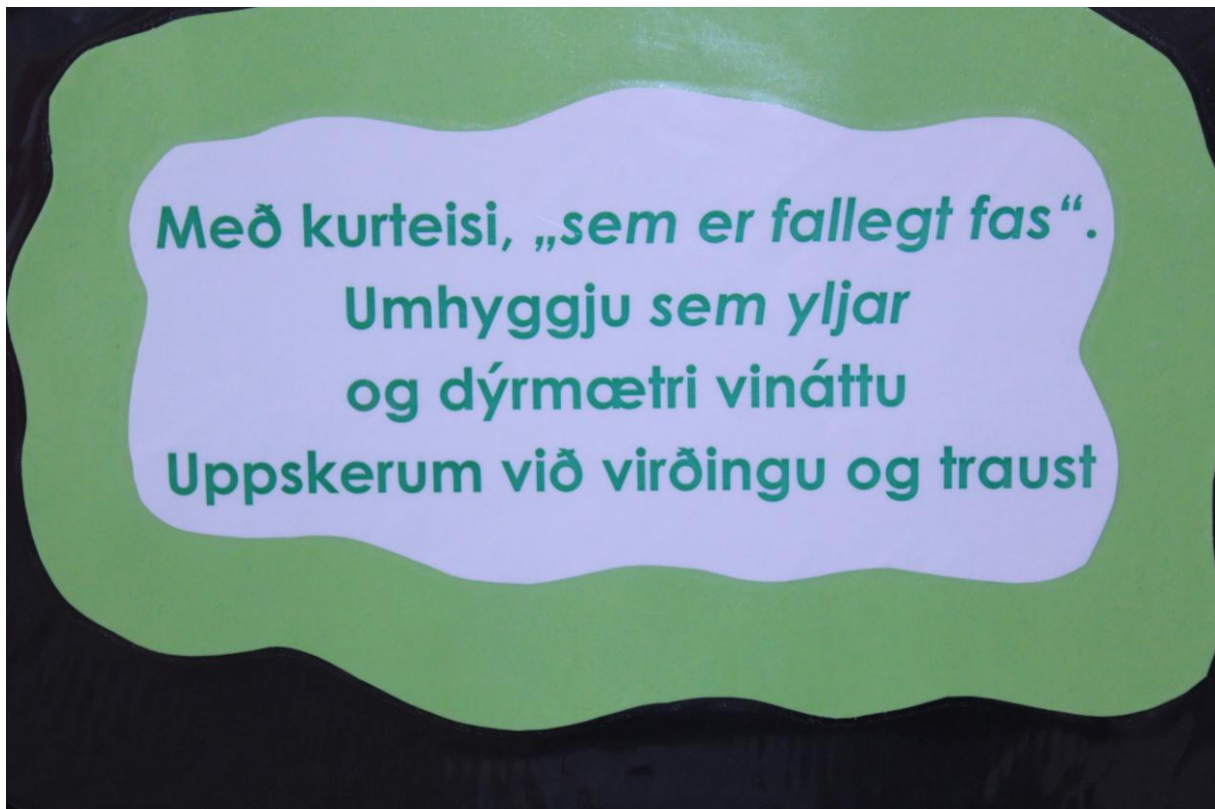 Með kurteisi, „sem er fallegt fas“.
Umhyggju sem yljar
og dýrmætri vináttu
Uppskerum við virðingu og traust